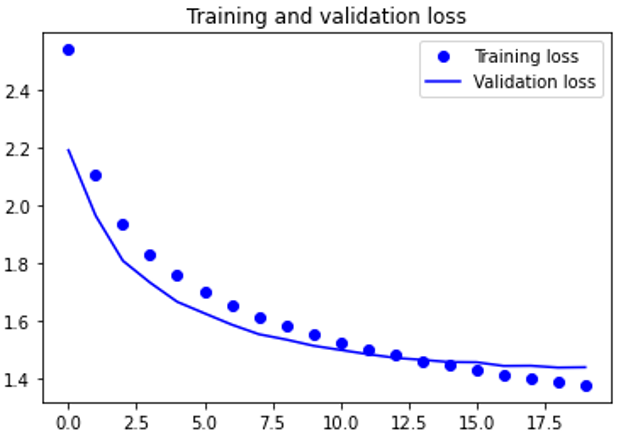 Training and validation loss
Training loss
Validation loss
2.4
2.2
2.0
1.8
1.6
1.4
0.0 2.5 5.0 7.5 10.0 12.5 15.0 17.5